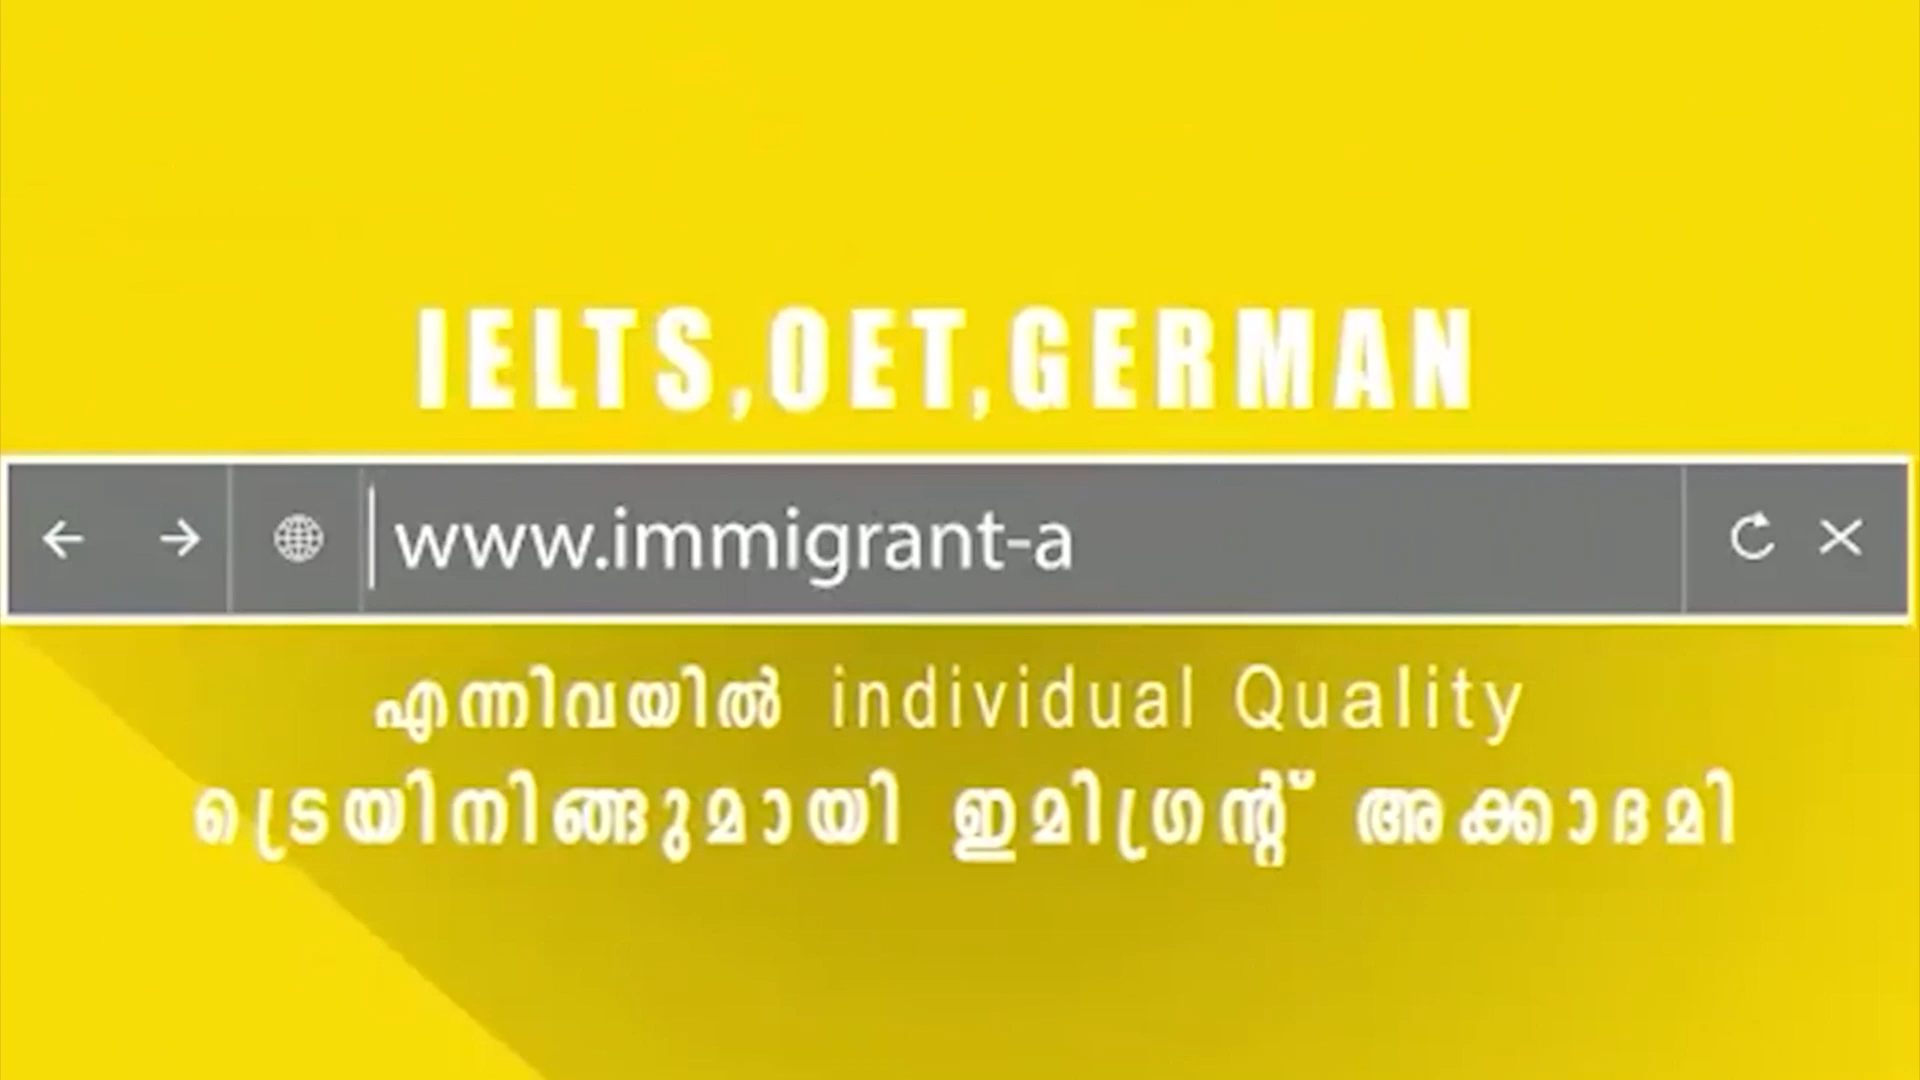 IELTS,OET,GERMAN
www.immigrant-a
എന്നിവയിൽ individual Quality
ട്രെയിനിങ്ങുമായി ഇമിഗ്രന്റ് അക്കാദമി